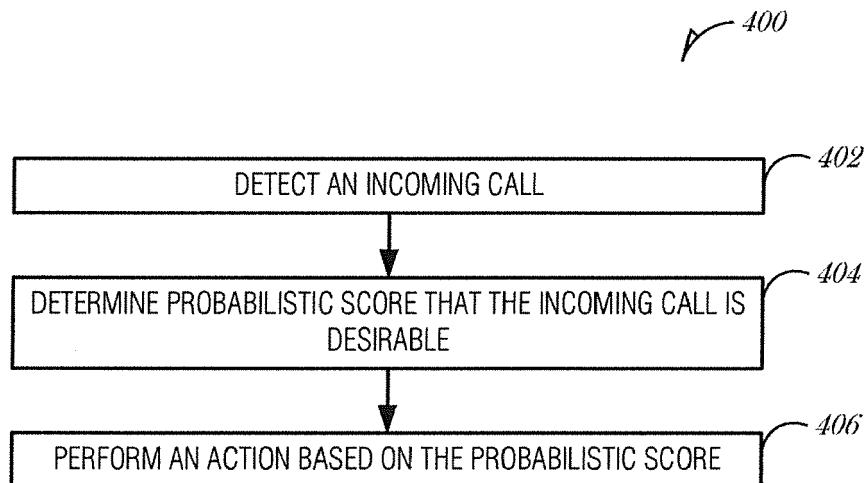 400
402
DETECT AN INCOMING CALL
404
DETERMINE PROBABILISTIC SCORE THAT THE INCOMING CALL IS
DESIRABLE
406
PERFORM AN ACTION BASED ON THE PROBABILISTIC SCORE